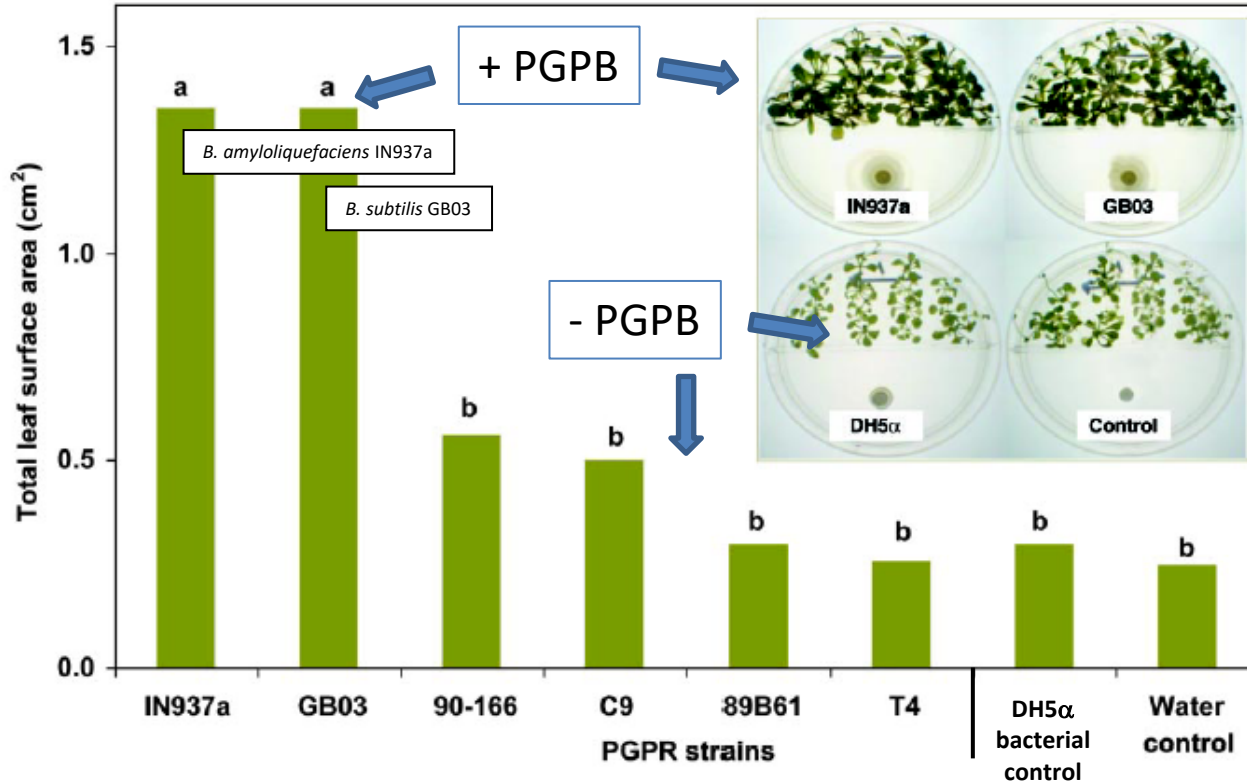 Total leaf surface area (cm²)
1.5
1.0
0.5
0.0
a
a
b
b
b
b
b
b
+ PGPB
- PGPB
B. amyloliquefaciens IN937a
B. subtilis GB03
IN937a
GB03
DH5α
Control
IN937a
GB03
90-166
C9
89B61
T4
DH5α
bacterial
control
Water
control
PGPR strains